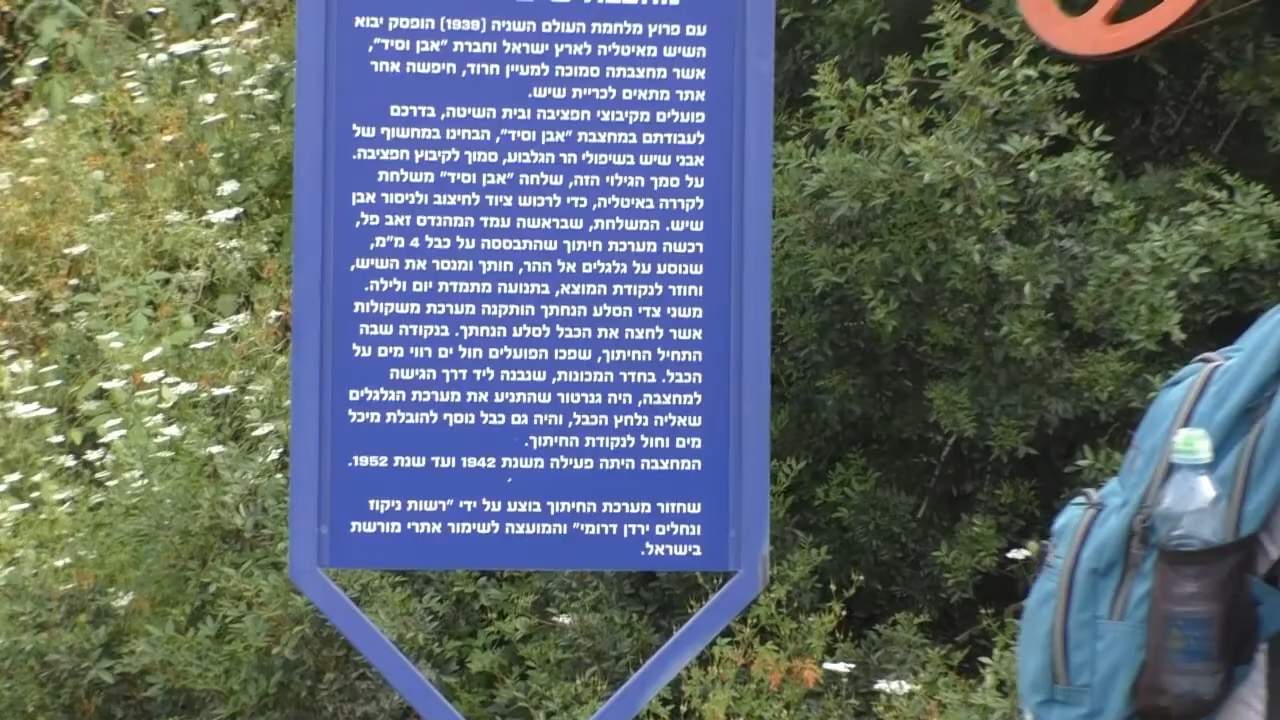 עם פרוץ מלחמת העולם השניה (1939) הופסק יבוא
השיש מאיטליה לארץ ישראל וחברת "אבן וסיד",
אשר מחצבתה סמוכה למעיין חרוד, חיפשה אחר
אתר מתאים לכריית שיש.
פועלים מקיבוצי חפציבה ובית השיטה, בדרכם
לעבודתם במחצבת "אבן וסיד", הבחינו במחשוף של
אבני שיש בשיפולי הר הגלבוע, סמוך לקיבוץ חפציבה.
על סמך הגילוי הזה, שלחה "אבן וסיד" משלחת
לקררה באיטליה, כדי לרכוש ציוד לחיצוב ולניסור אבן
שיש. המשלחת, שבראשה עמד המהנדס זאב פל,
רכשה מערכת חיתוך שהתבססה על כבל 4 מ"מ,
שנוסע על גלגלים אל ההר, חותך ומנסר את השיש,
וחוזר לנקודת המוצא, בתנועה מתמדת יום ולילה.
משני צדי הסלע הנחתך הותקנה מערכת משקולות
אשר לחצה את הכבל לסלע הנחתך. בנקודה שבה
התחיל החיתוך, שפכו הפועלים חול ים רווי מים על
הכבל. בחדר המכונות, שנבנה ליד דרך הגישה
למחצבה, היה גנרטור שהתניע את מערכת הגלגלים
שאליה נלחץ הכבל, והיה גם כבל נוסף להובלת מיכל
מים וחול לנקודת החיתוך.
המחצבה היתה פעילה משנת 1942 ועד שנת 1952.
שחזור מערכת החיתוך בוצע על ידי "רשות ניקוז
ונחלים ירדן דרומי" והמועצה לשימור אתרי מורשת
בישראל.